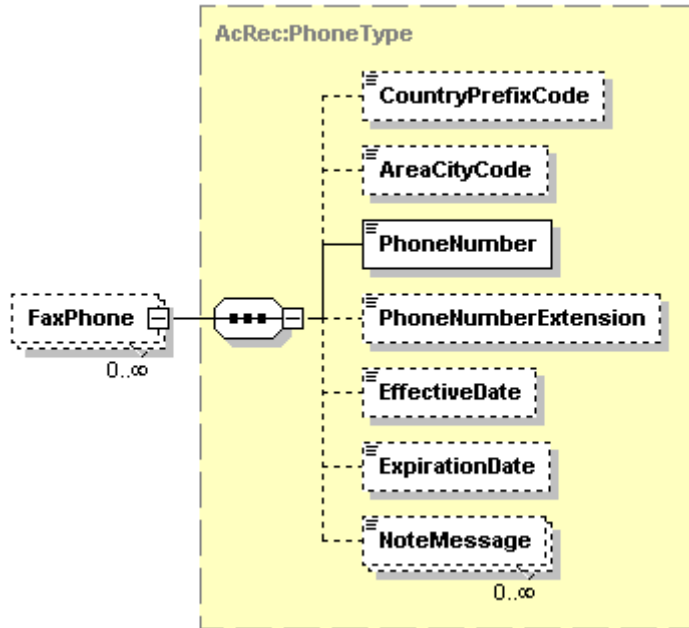 AcRec:PhoneType
CountryPrefixCode
AreaCityCode
PhoneNumber
FaxPhone
0..∞
PhoneNumberExtension
EffectiveDate
ExpirationDate
NoteMessage
0..∞